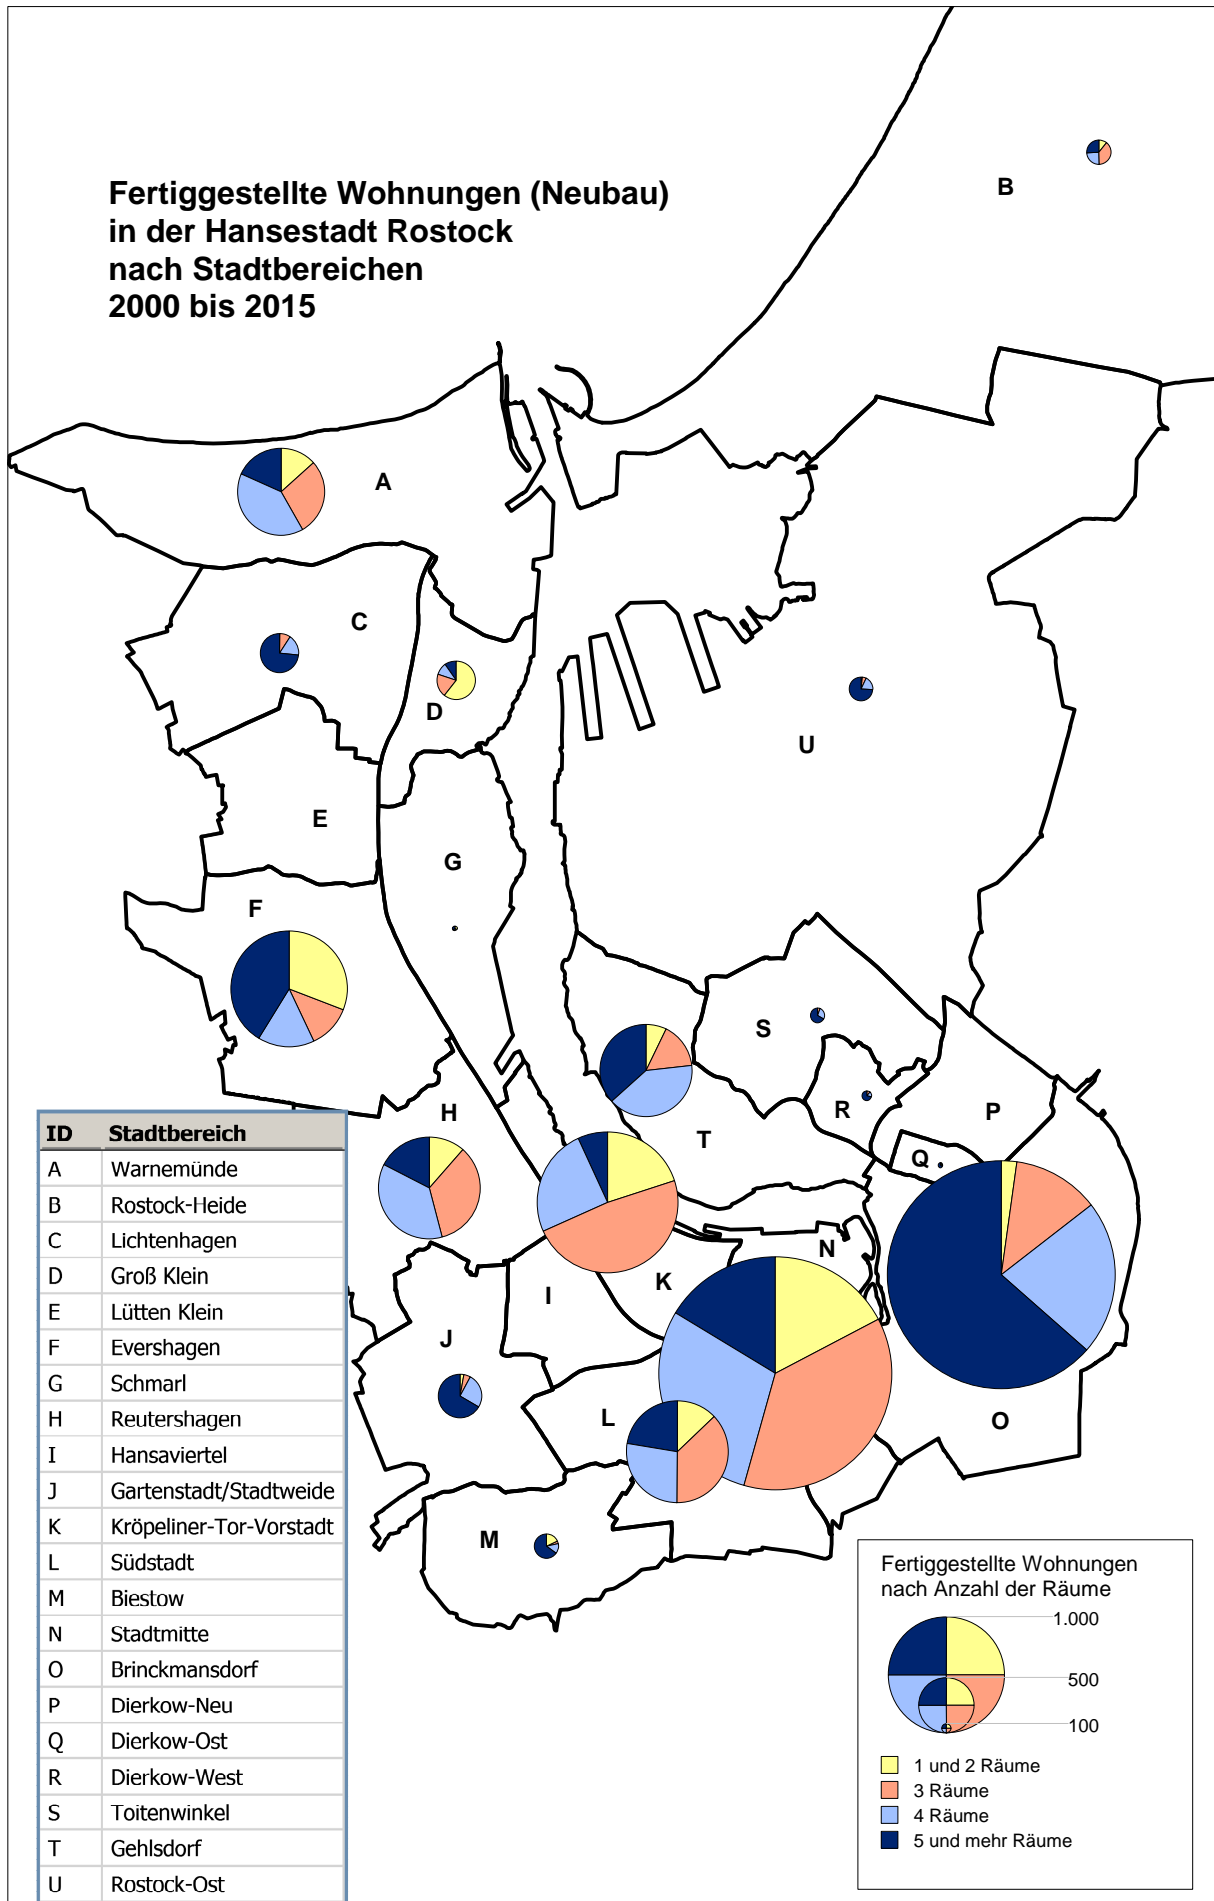 Fertiggestellte Wohnungen (Neubau)
in der Hansestadt Rostock
nach Stadtbereichen
2000 bis 2015
B
A
C
D
U
E
G
F
S
H
R
P
T
Q
N
K
I
J
L
O
M
ID Stadtbereich
A Warnemünde
B Rostock-Heide
C Lichtenhagen
D Groß Klein
E Lütten Klein
F Evershagen
G Schmarl
H Reutershagen
I Hansaviertel
J Gartenstadt/Stadtweide
K Kröpeliner-Tor-Vorstadt
L Südstadt
M Biestow
N Stadtmitte
O Brinckmansdorf
P Dierkow-Neu
Q Dierkow-Ost
R Dierkow-West
S Toitenwinkel
T Gehlsdorf
U Rostock-Ost
Fertiggestellte Wohnungen
nach Anzahl der Räume
1.000
500
100
1 und 2 Räume
3 Räume
4 Räume
5 und mehr Räume